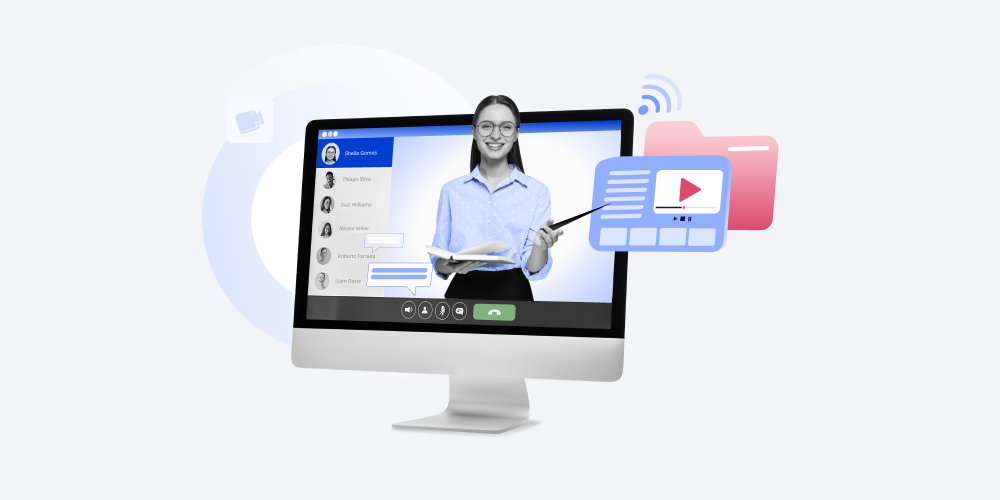 Sheila Gomes
Thiago Silva
Suzi Williams
Naomi Miller
Roberto Ferreira
Liam Davis